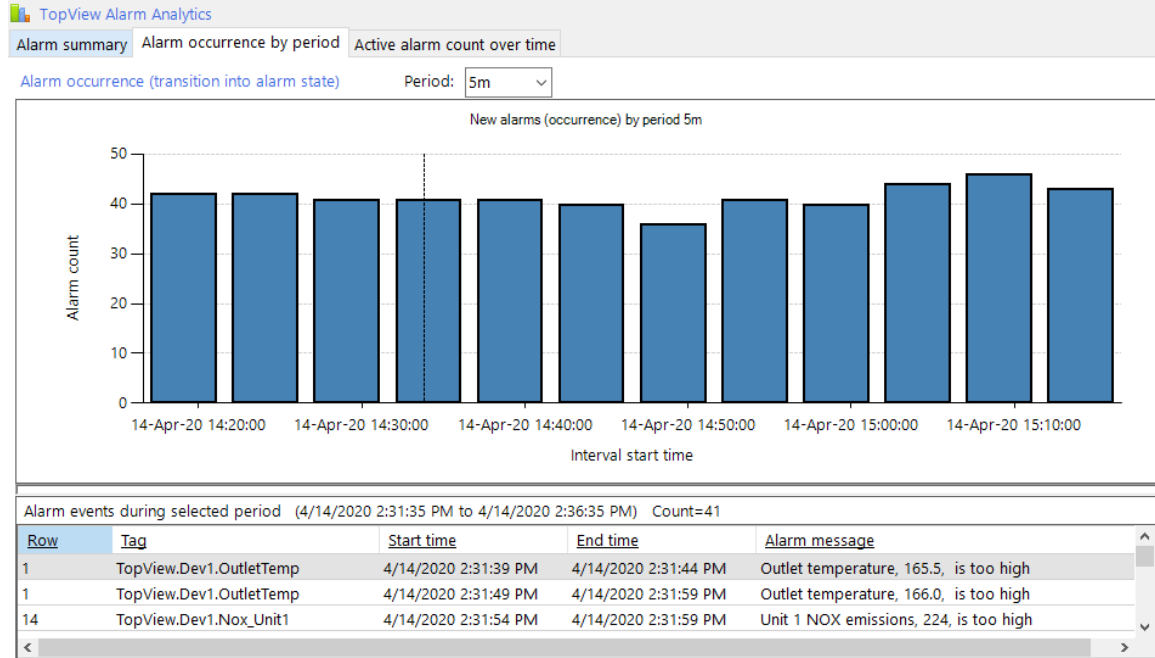 TopView Alarm Analytics
Alarm summary Alarm occurrence by period Active alarm count over time
Alarm occurrence (transition into alarm state) Period: 5m
New alarms (occurrence) by period 5m
50
40
30
20
10
0
Alarm count
14-Apr-20 14:20:00 14-Apr-20 14:30:00 14-Apr-20 14:40:00 14-Apr-20 14:50:00 14-Apr-20 15:00:00 14-Apr-20 15:10:00
Interval start time
Alarm events during selected period (4/14/2020 2:31:35 PM to 4/14/2020 2:36:35 PM) Count=41
Row Tag Start time End time Alarm message
1 TopView.Dev1.OutletTemp 4/14/2020 2:31:39 PM 4/14/2020 2:31:44 PM Outlet temperature, 165.5, is too high
1 TopView.Dev1.OutletTemp 4/14/2020 2:31:49 PM 4/14/2020 2:31:59 PM Outlet temperature, 166.0, is too high
14 TopView.Dev1.Nox_Unit1 4/14/2020 2:31:54 PM 4/14/2020 2:31:59 PM Unit 1 NOX emissions, 224, is too high